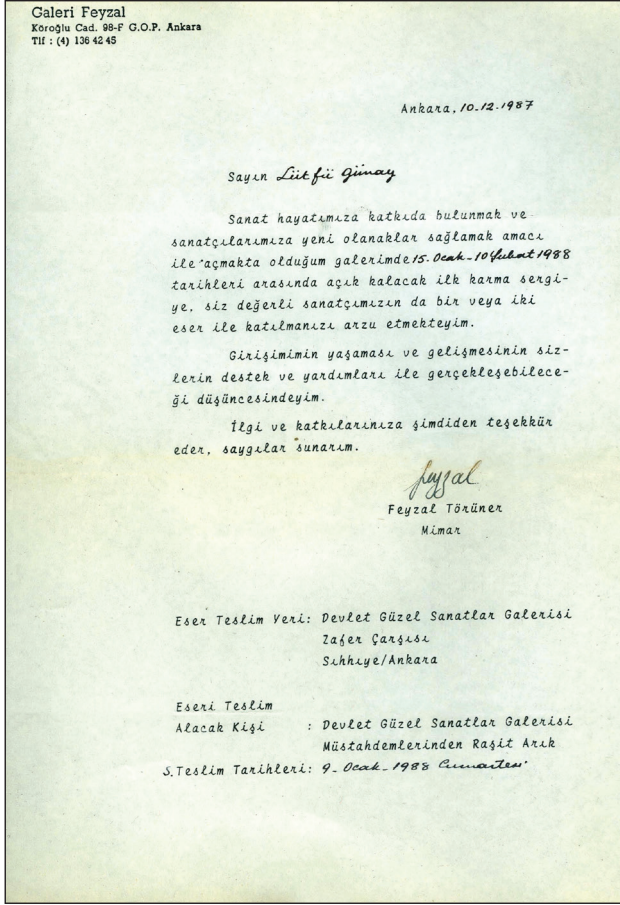 Galeri Feyzal
Köroğlu Cad. 98-F G.O.P. Ankara
Tlf : (4) 136 42 45
Ankara, 10.12.1987
Sayın Lütfü Günay
Sanat hayatımıza katkıda bulunmak ve
sanatçılarımıza yeni olanaklar sağlamak amacı
ile açmakta olduğum galerimde 15. Ocak - 10 Şubat 1988
tarihleri arasında açık kalacak ilk karma sergi-
ye, siz değerli sanatçımızın da bir veya iki
eser ile katılmanızı arzu etmekteyim.
Girişimimin yaşaması ve gelişmesinin siz-
lerin destek ve yardımları ile gerçekleşebilece-
ği düşüncesindeyim.
İlgi ve katkılarınıza şimdiden teşekkür
eder, saygılar sunarım.
feyzal
Feyzal Törüner
Mimar
Eser Teslim Yeri: Devlet Güzel Sanatlar Galerisi
Zafer Çarşısı
Sıhhıye/Ankara
Eseri Teslim
Alacak Kişi : Devlet Güzel Sanatlar Galerisi
Müstahdemlerinden Raşit Arık
S.Teslim Tarihleri: 9 - Ocak - 1988 Cumartesi